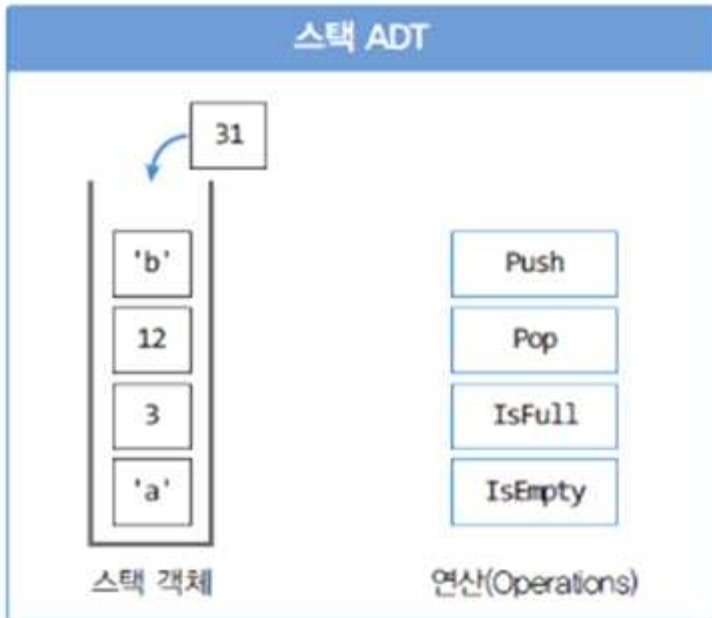 스택 ADT
31
'b'
12
3
'a'
스택 객체
Push
Pop
IsFull
IsEmpty
연산(Operations)